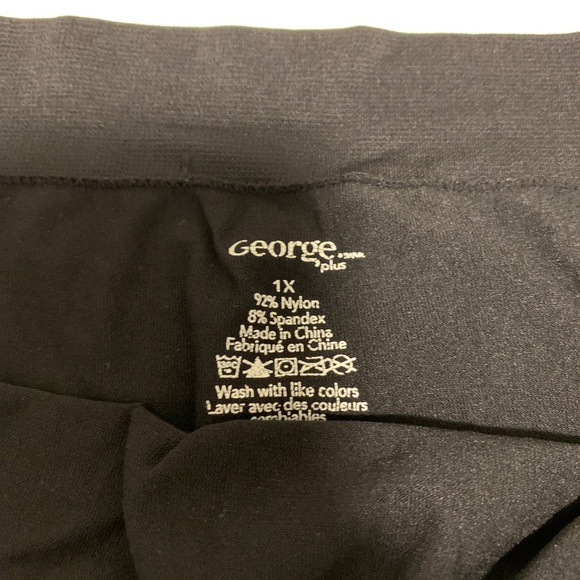 George.
plus
1X
92% Nylon
8% Spandex
Made in China
Fabriqué en Chine
Wash with like colors
Laver avec des couleurs
semblables